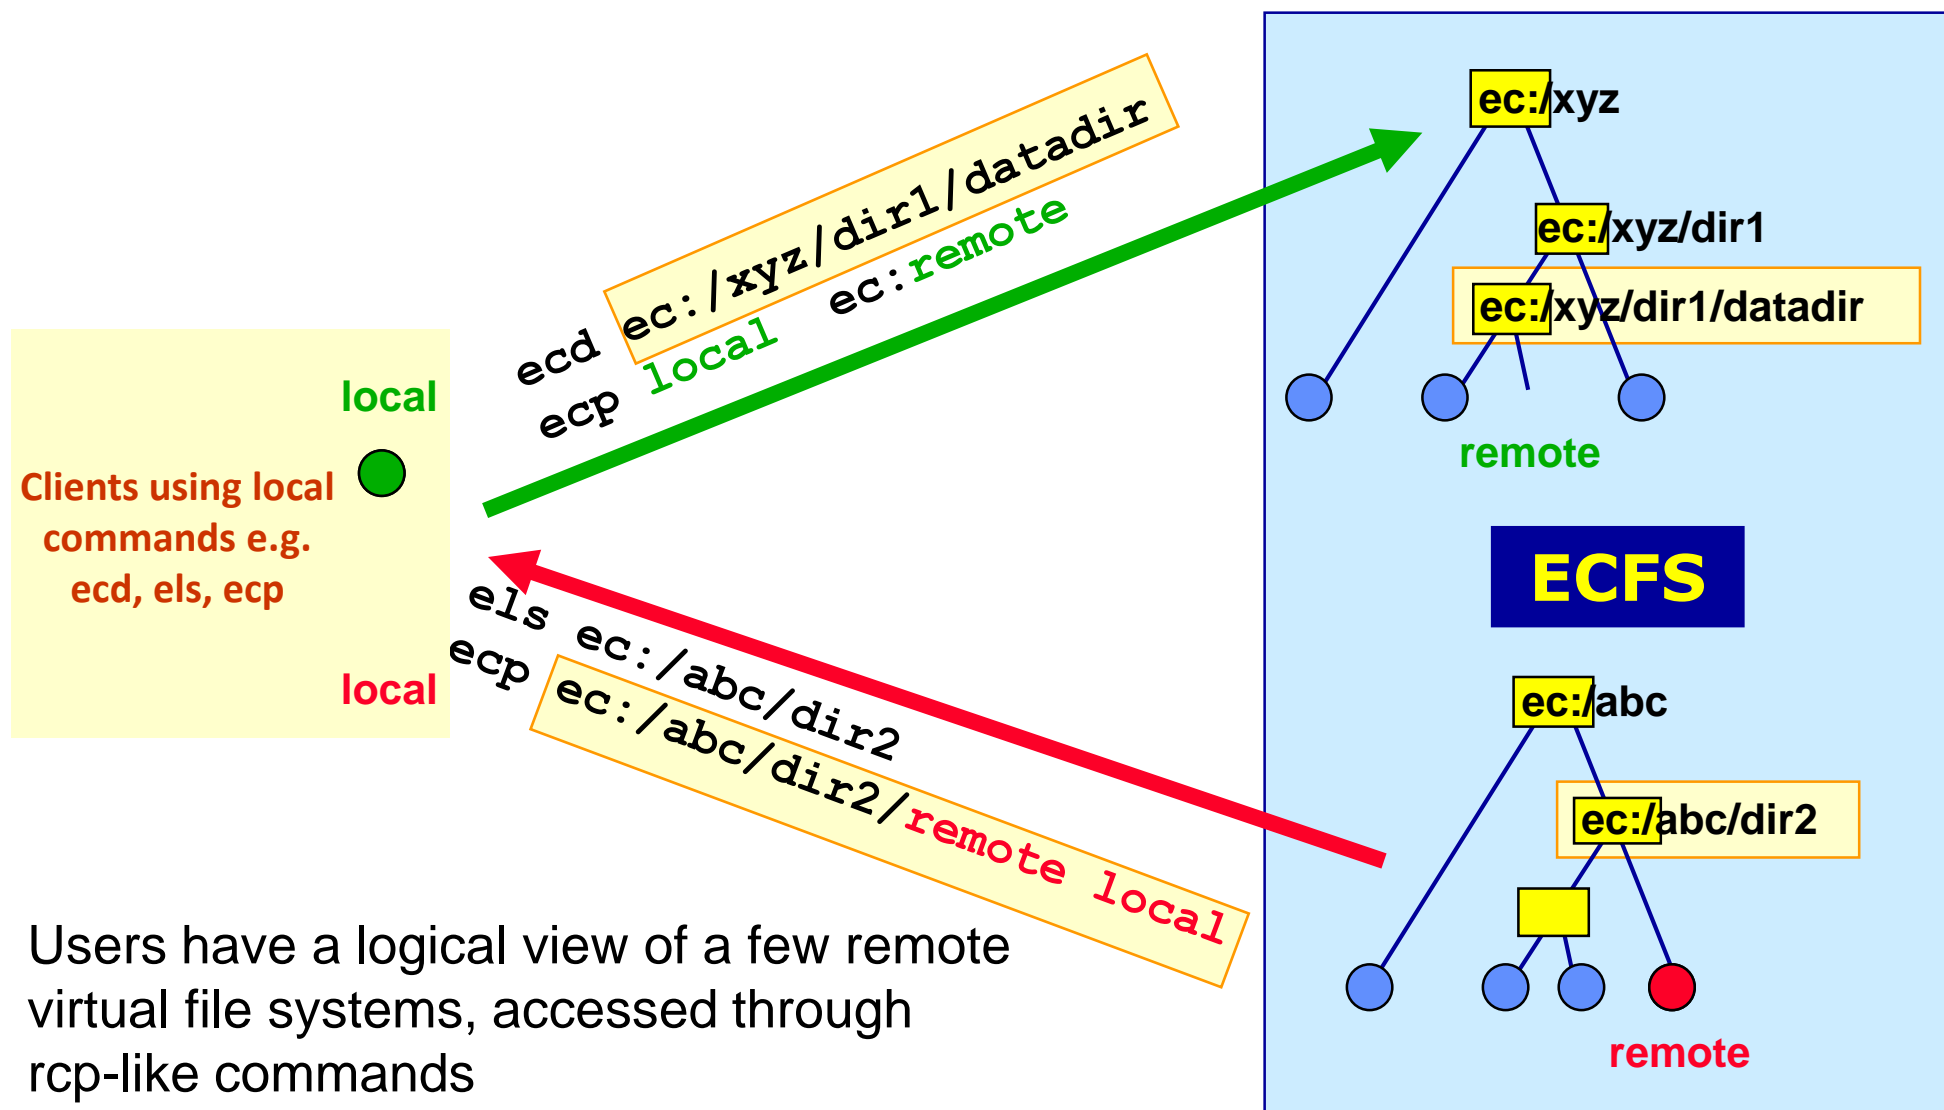 ecd ec:/xyz/dir1/datadir
ecp local ec:remote
local
Clients using local
commands e.g.
ecd, els, ecp
local
els ec:/abc/dir2
ecp ec:/abc/dir2/remote local
ec:/xyz
ec:/xyz/dir1
ec:/xyz/dir1/datadir
remote
ECFS
ec:/abc
ec:/abc/dir2
remote
Users have a logical view of a few remote
virtual file systems, accessed through
rcp-like commands